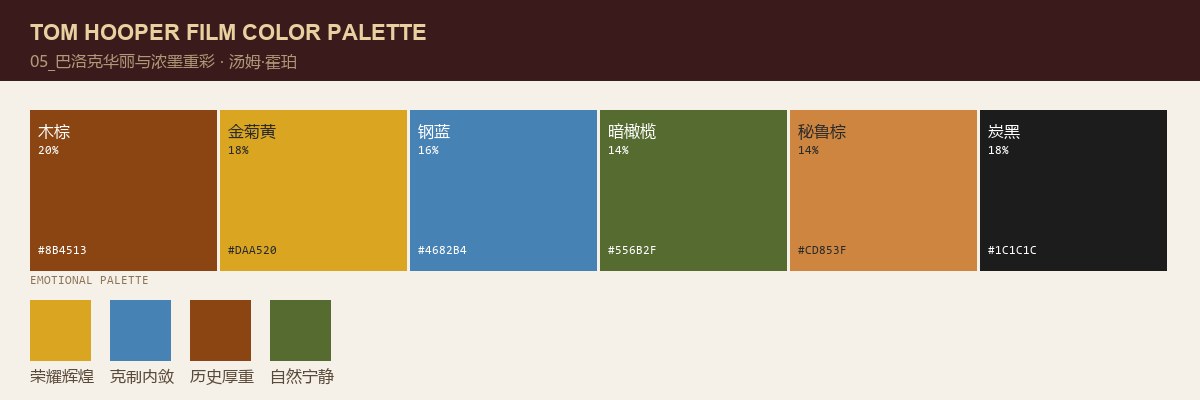 TOM HOOPER FILM COLOR PALETTE
05_巴洛克华丽与浓墨重彩 · 汤姆·霍珀
木棕
20%
#8B4513
金菊黄
18%
#DAA520
钢蓝
16%
#4682B4
暗橄榄
14%
#556B2F
秘鲁棕
14%
#CD853F
炭黑
18%
#1C1C1C
EMOTIONAL PALETTE
荣耀辉煌
克制内敛
历史厚重
自然宁静